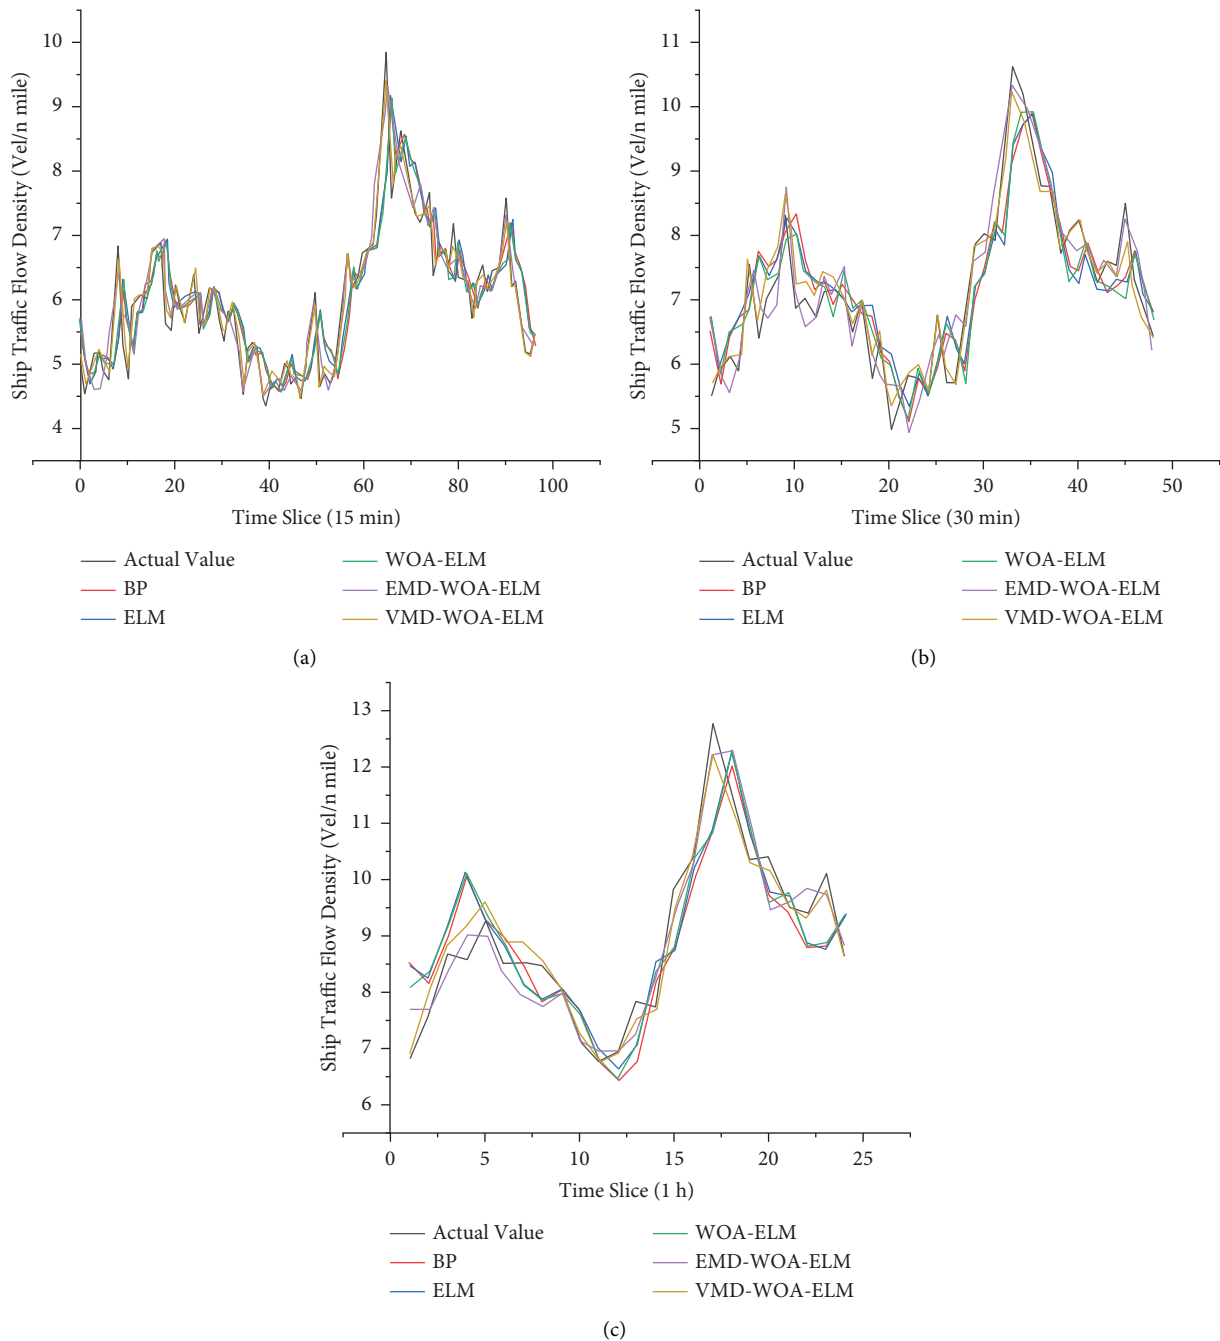 Ship Traffic Flow Density (Vel/n mile)
10
9
8
7
6
5
4
0 20 40 60 80 100
Time Slice (15 min)
Actual Value WOA-ELM
BP EMD-WOA-ELM
ELM VMD-WOA-ELM
(a)
Ship Traffic Flow Density (Vel/n mile)
11
10
9
8
7
6
5
0 10 20 30 40 50
Time Slice (30 min)
Actual Value WOA-ELM
BP EMD-WOA-ELM
ELM VMD-WOA-ELM
(b)
Ship Traffic Flow Density (Vel/n mile)
13
12
11
10
9
8
7
6
0 5 10 15 20 25
Time Slice (1 h)
Actual Value WOA-ELM
BP EMD-WOA-ELM
ELM VMD-WOA-ELM
(c)